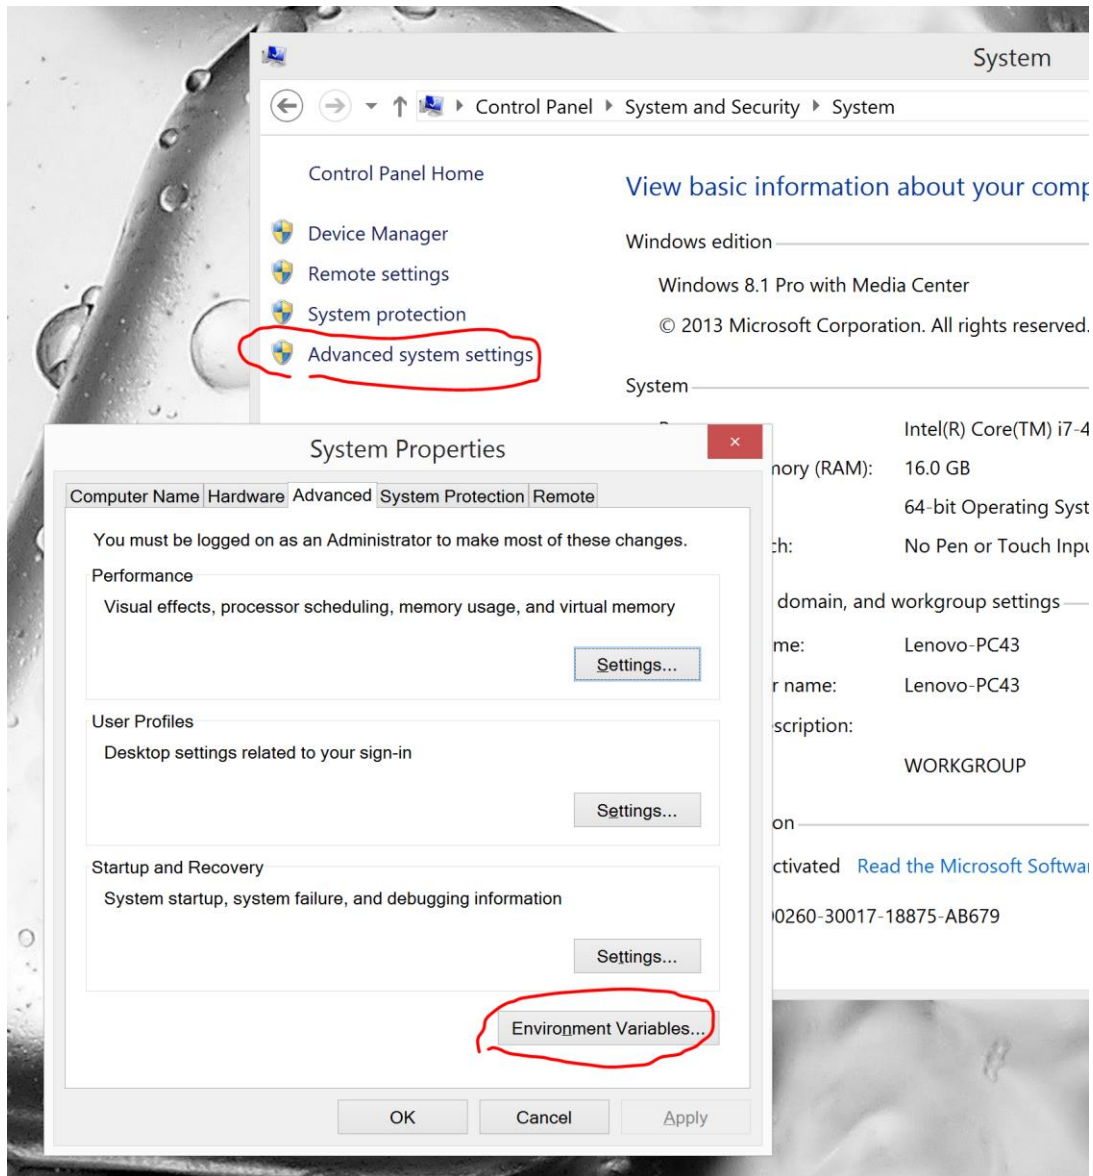 System
Control Panel System and Security System
Control Panel Home
Device Manager
Remote settings
System protection
Advanced system settings
View basic information about your comp
Windows edition
Windows 8.1 Pro with Media Center
© 2013 Microsoft Corporation. All rights reserved.
System
Intel(R) Core(TM) i7-4
mory (RAM): 16.0 GB
64-bit Operating Syst
ch: No Pen or Touch Inpu
domain, and workgroup settings
me: Lenovo-PC43
r name: Lenovo-PC43
scription:
WORKGROUP
on
ctivated Read the Microsoft Softwar
0260-30017-18875-AB679
System Properties
Computer Name Hardware Advanced System Protection Remote
You must be logged on as an Administrator to make most of these changes.
Performance
Visual effects, processor scheduling, memory usage, and virtual memory
Settings...
User Profiles
Desktop settings related to your sign-in
Settings...
Startup and Recovery
System startup, system failure, and debugging information
Settings...
Environment Variables...
OK Cancel Apply